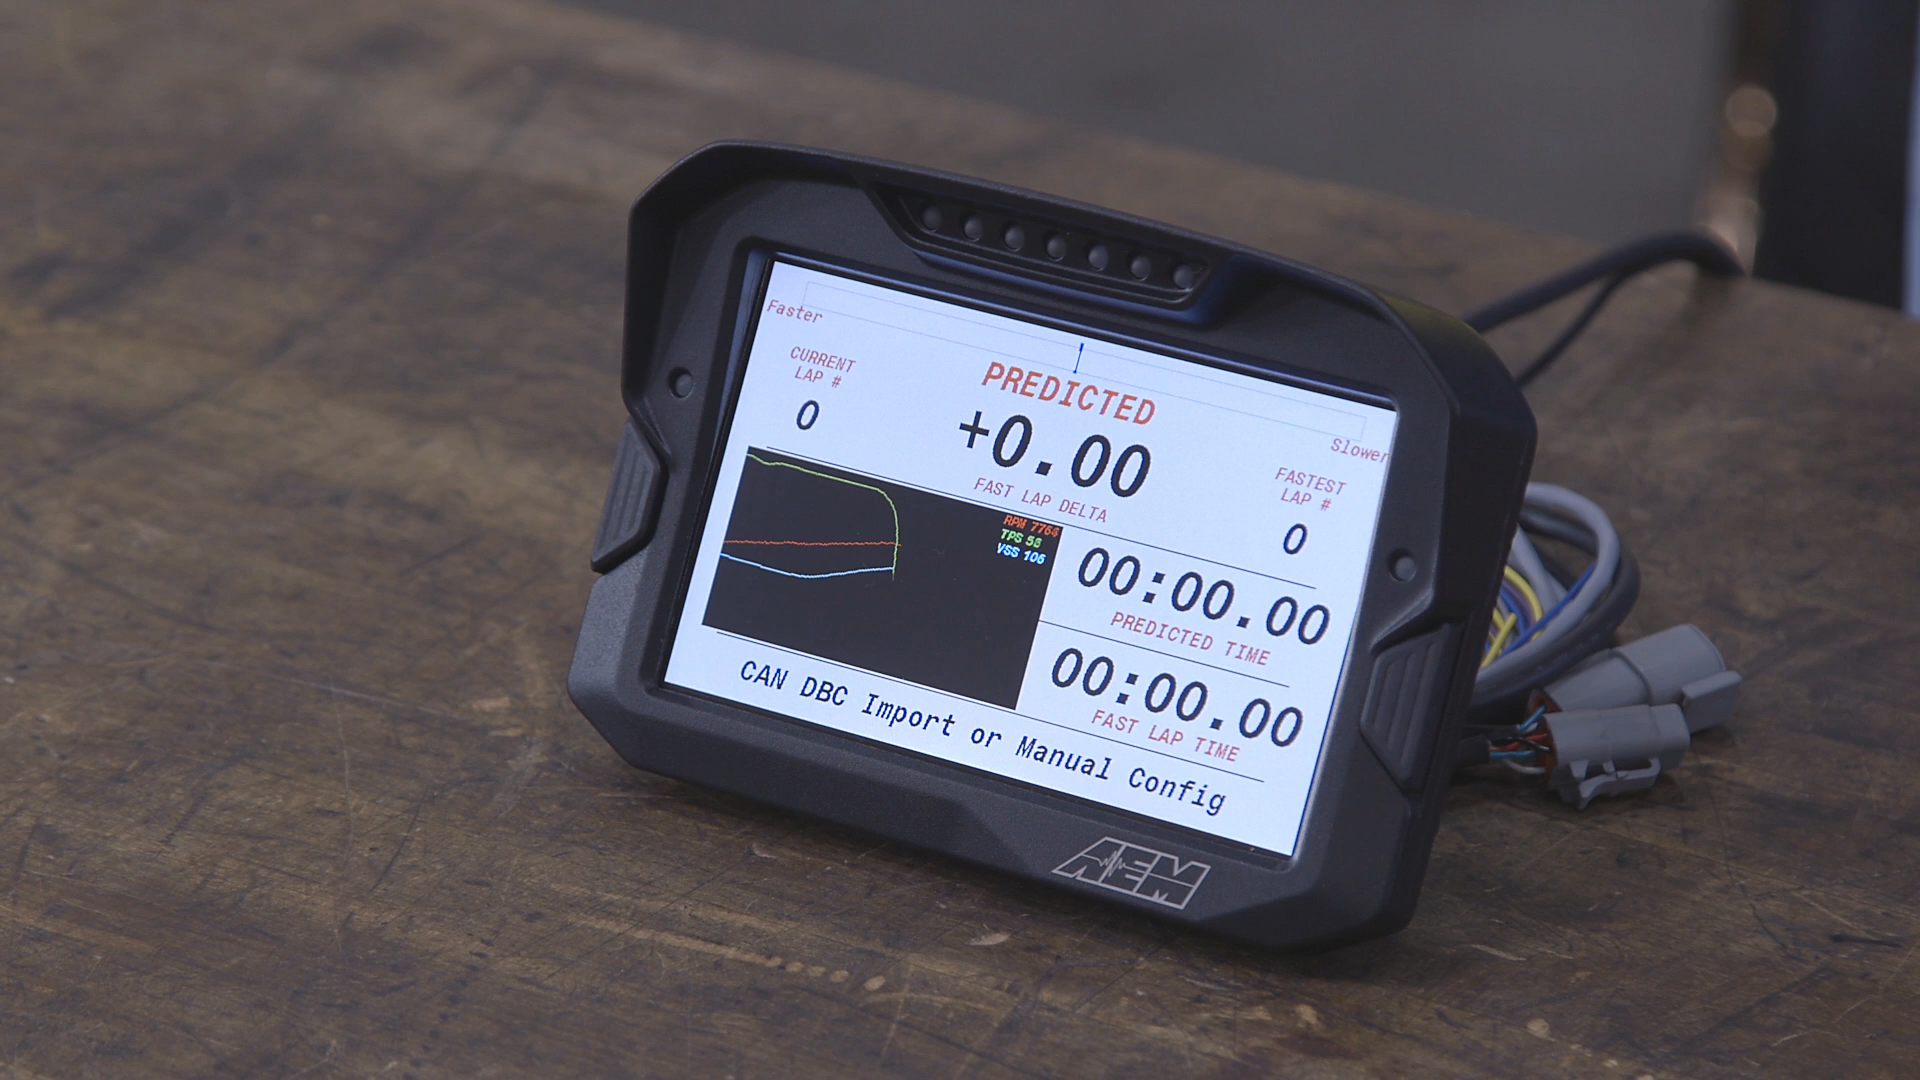 Faster
Slower
CURRENT
LAP #
0
PREDICTED
+0.00
FAST LAP DELTA
FASTEST
LAP #
0
RPM 7764
TPS 58
VSS 106
00:00.00
PREDICTED TIME
00:00.00
FAST LAP TIME
CAN DBC Import or Manual Config
AEM